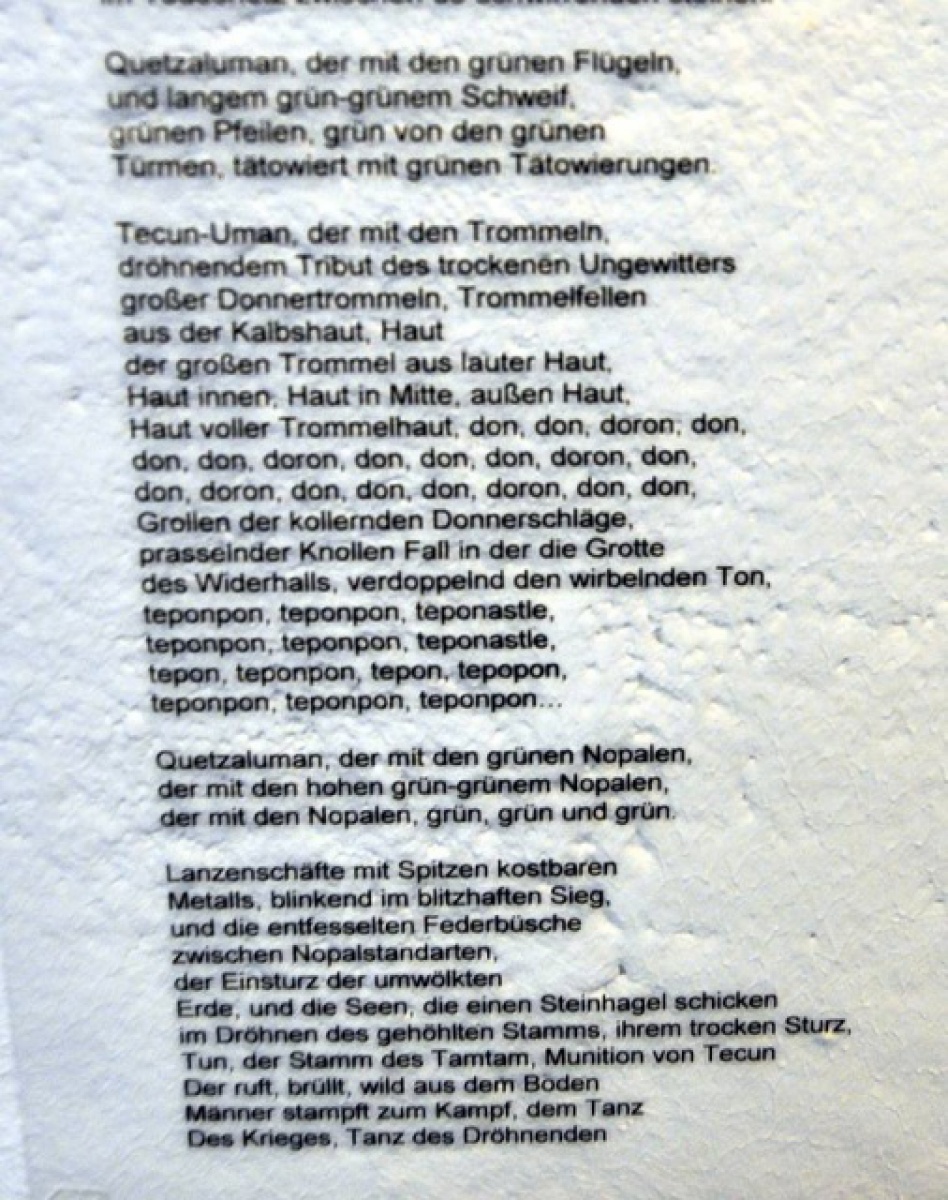 Quetzaluman, der mit den grünen Flügeln,
und langem grün-grünem Schweif,
grünen Pfeilen, grün von den grünen
Türmen, tätowiert mit grünen Tätowierungen.
Tecun-Uman, der mit den Trommeln,
dröhnendem Tribut des trockenen Ungewitters
großer Donnertrommeln, Trommelfellen
aus der Kalbshaut, Haut
der großen Trommel aus lauter Haut,
Haut innen, Haut in Mitte, außen Haut,
Haut voller Trommelhaut, don, don, doron, don,
don, don, doron, don, don, don, doron, don,
don, doron, don, don, don, doron, don, don,
Grollen der kollernden Donnerschläge,
prasselnder Knollen Fall in der die Grotte
des Widerhalls, verdoppelnd den wirbelnden Ton,
teponpon, teponpon, teponastle,
teponpon, teponpon, teponastle,
tepon, teponpon, tepon, tepopon,
teponpon, teponpon, teponpon...
Quetzaluman, der mit den grünen Nopalen,
der mit den hohen grün-grünem Nopalen,
der mit den Nopalen, grün, grün und grün.
Lanzenschäfte mit Spitzen kostbaren
Metalls, blinkend im blitzhaften Sieg,
und die entfesselten Federbüsche
zwischen Nopalstandarten,
der Einsturz der umwölkten
Erde, und die Seen, die einen Steinhagel schicken
im Dröhnen des gehöhlten Stamms, ihrem trocken Sturz,
Tun, der Stamm des Tamtam, Munition von Tecun
Der ruft, brüllt, wild aus dem Boden
Männer stampft zum Kampf, dem Tanz
Des Krieges, Tanz des Dröhnenden